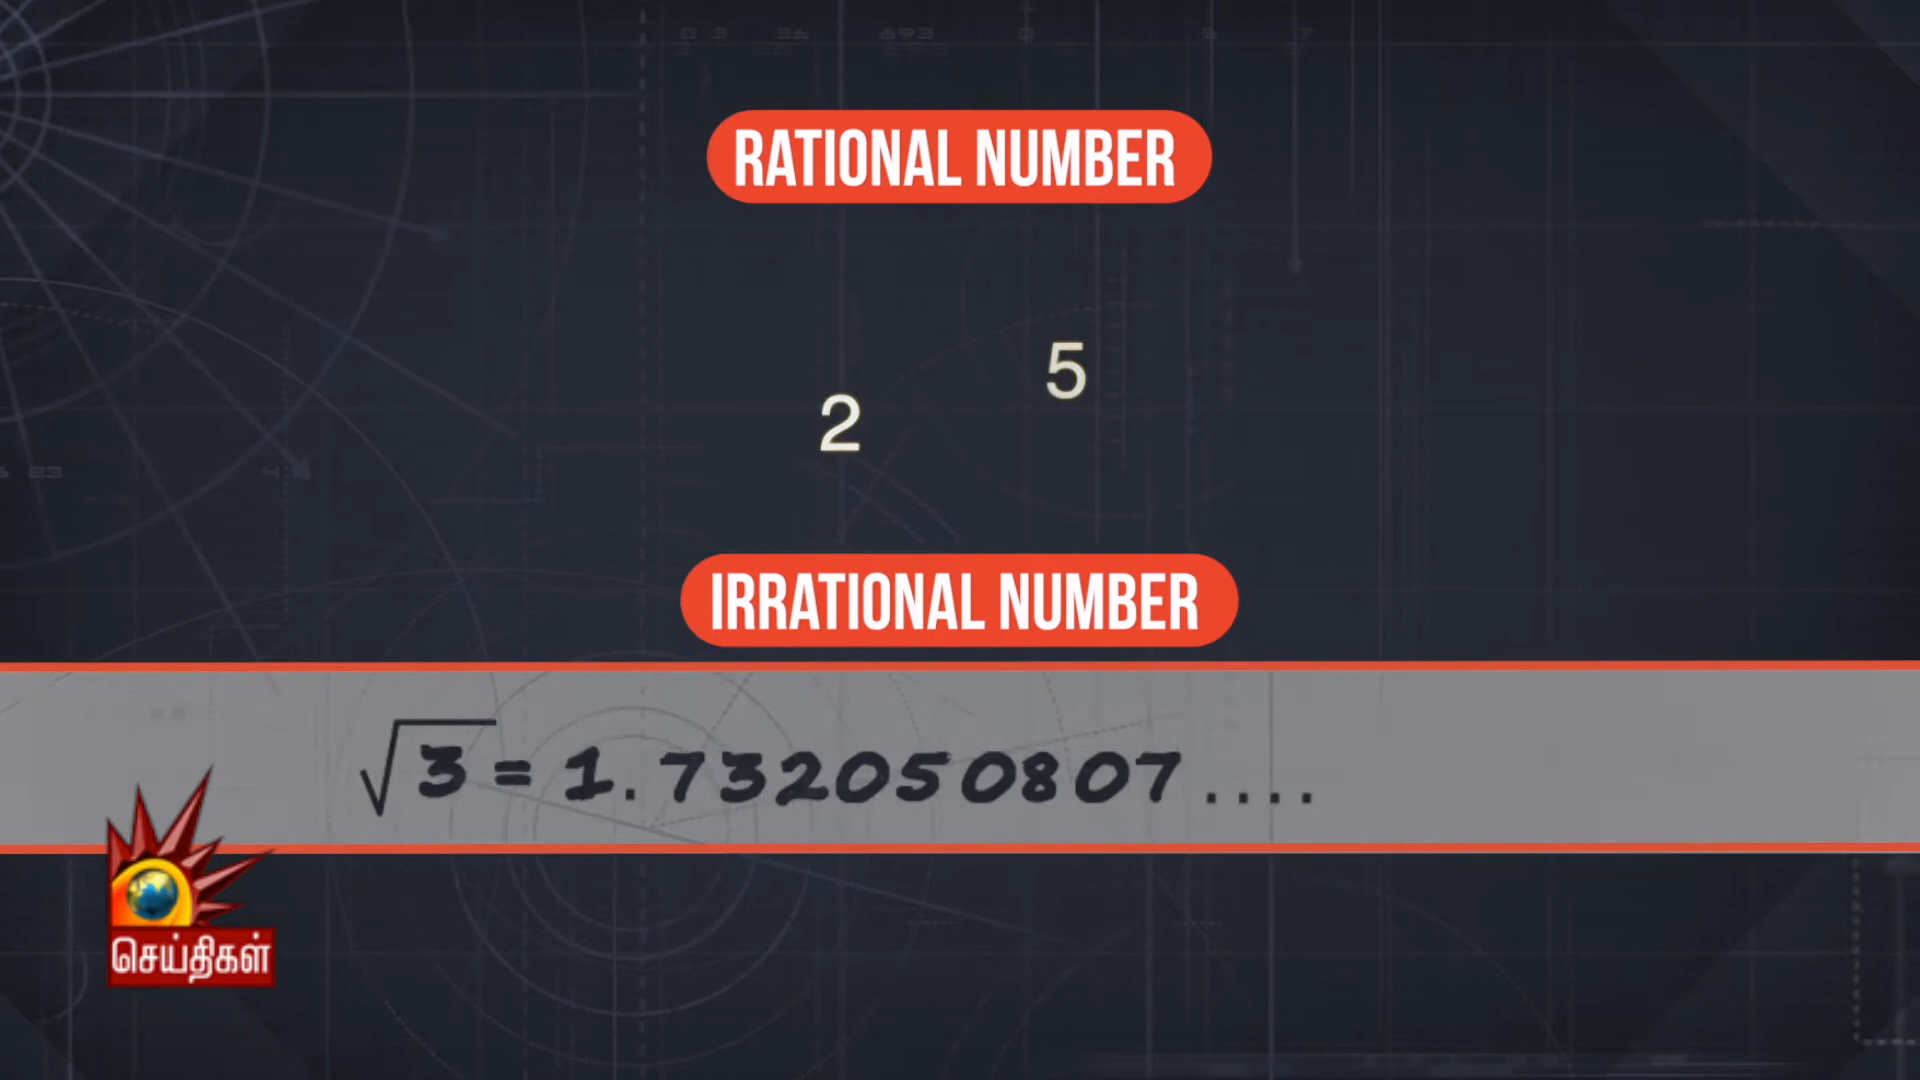 RATIONAL NUMBER
5
2
IRRATIONAL NUMBER
√3 = 1.732050807....
செய்திகள்